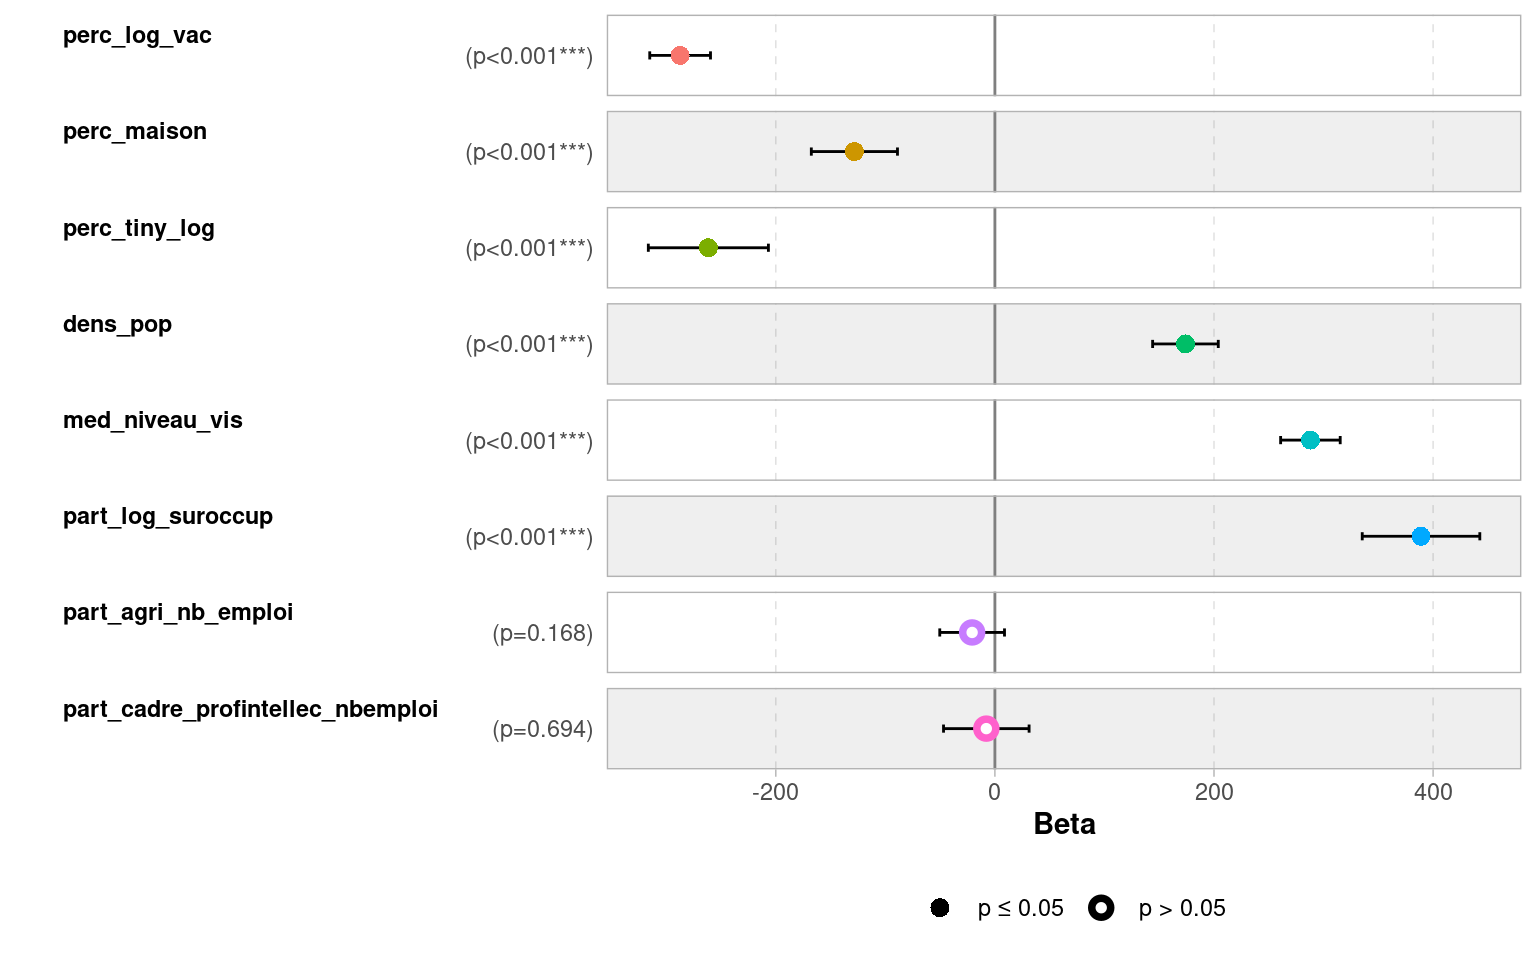 perc_log_vac
(p<0.001***)
perc_maison
(p<0.001***)
perc_tiny_log
(p<0.001***)
dens_pop
(p<0.001***)
med_niveau_vis
(p<0.001***)
part_log_suroccup
(p<0.001***)
part_agri_nb_emploi
(p=0.168)
part_cadre_profintellec_nbemploi
(p=0.694)
-200 0 200 400
Beta
p ≤ 0.05 p > 0.05